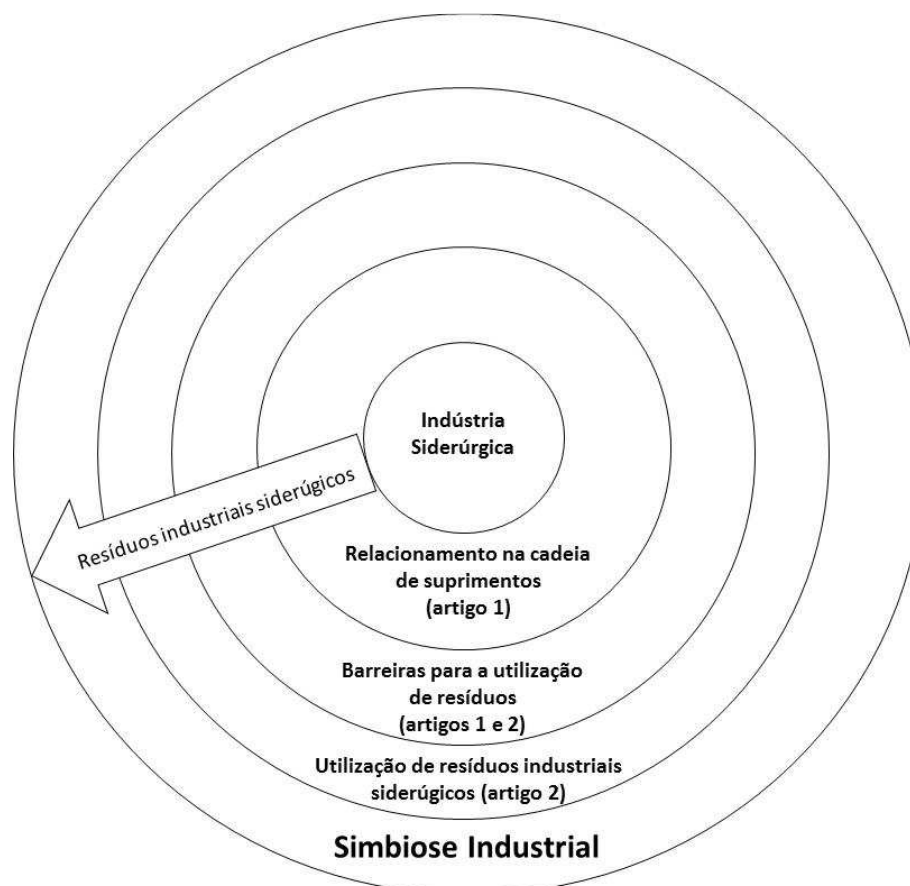 Indústria
Siderúrgica
Resíduos industriais siderúgicos
Relacionamento na cadeia
de suprimentos
(artigo 1)
Barreiras para a utilização
de resíduos
(artigos 1 e 2)
Utilização de resíduos industriais
siderúgicos (artigo 2)
Simbiose Industrial